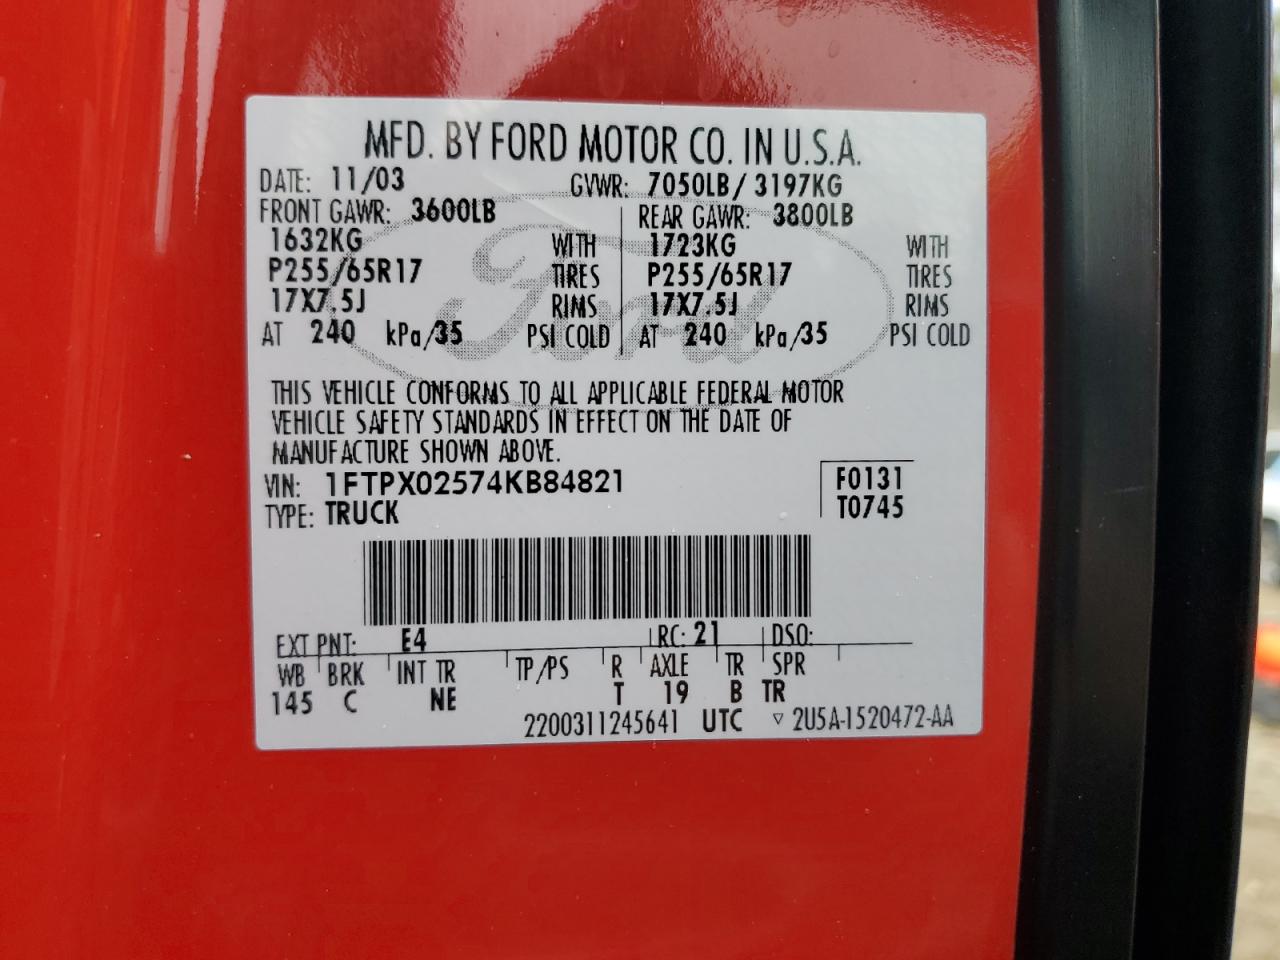 MFD. BY FORD MOTOR CO. IN U.S.A.
DATE: 11/03 GVWR: 7050LB / 3197KG
FRONT GAWR: 3600LB REAR GAWR: 3800LB
1632KG WITH 1723KG WITH
P255/65R17 TIRES P255/65R17 TIRES
17X7.5J RIMS 17X7.5J RIMS
AT 240 kPa/35 PSI COLD AT 240 kPa/35 PSI COLD
Ford
THIS VEHICLE CONFORMS TO ALL APPLICABLE FEDERAL MOTOR
VEHICLE SAFETY STANDARDS IN EFFECT ON THE DATE OF
MANUFACTURE SHOWN ABOVE.
VIN: 1FTPX02574KB84821 F0131
TYPE: TRUCK T0745
EXT PNT: E4 RC: 21 DSO:
WB BRK INT TR TP/PS R AXLE TR SPR
145 C NE T 19 B TR
2200311245641 UTC ▽ 2U5A-1520472-AA